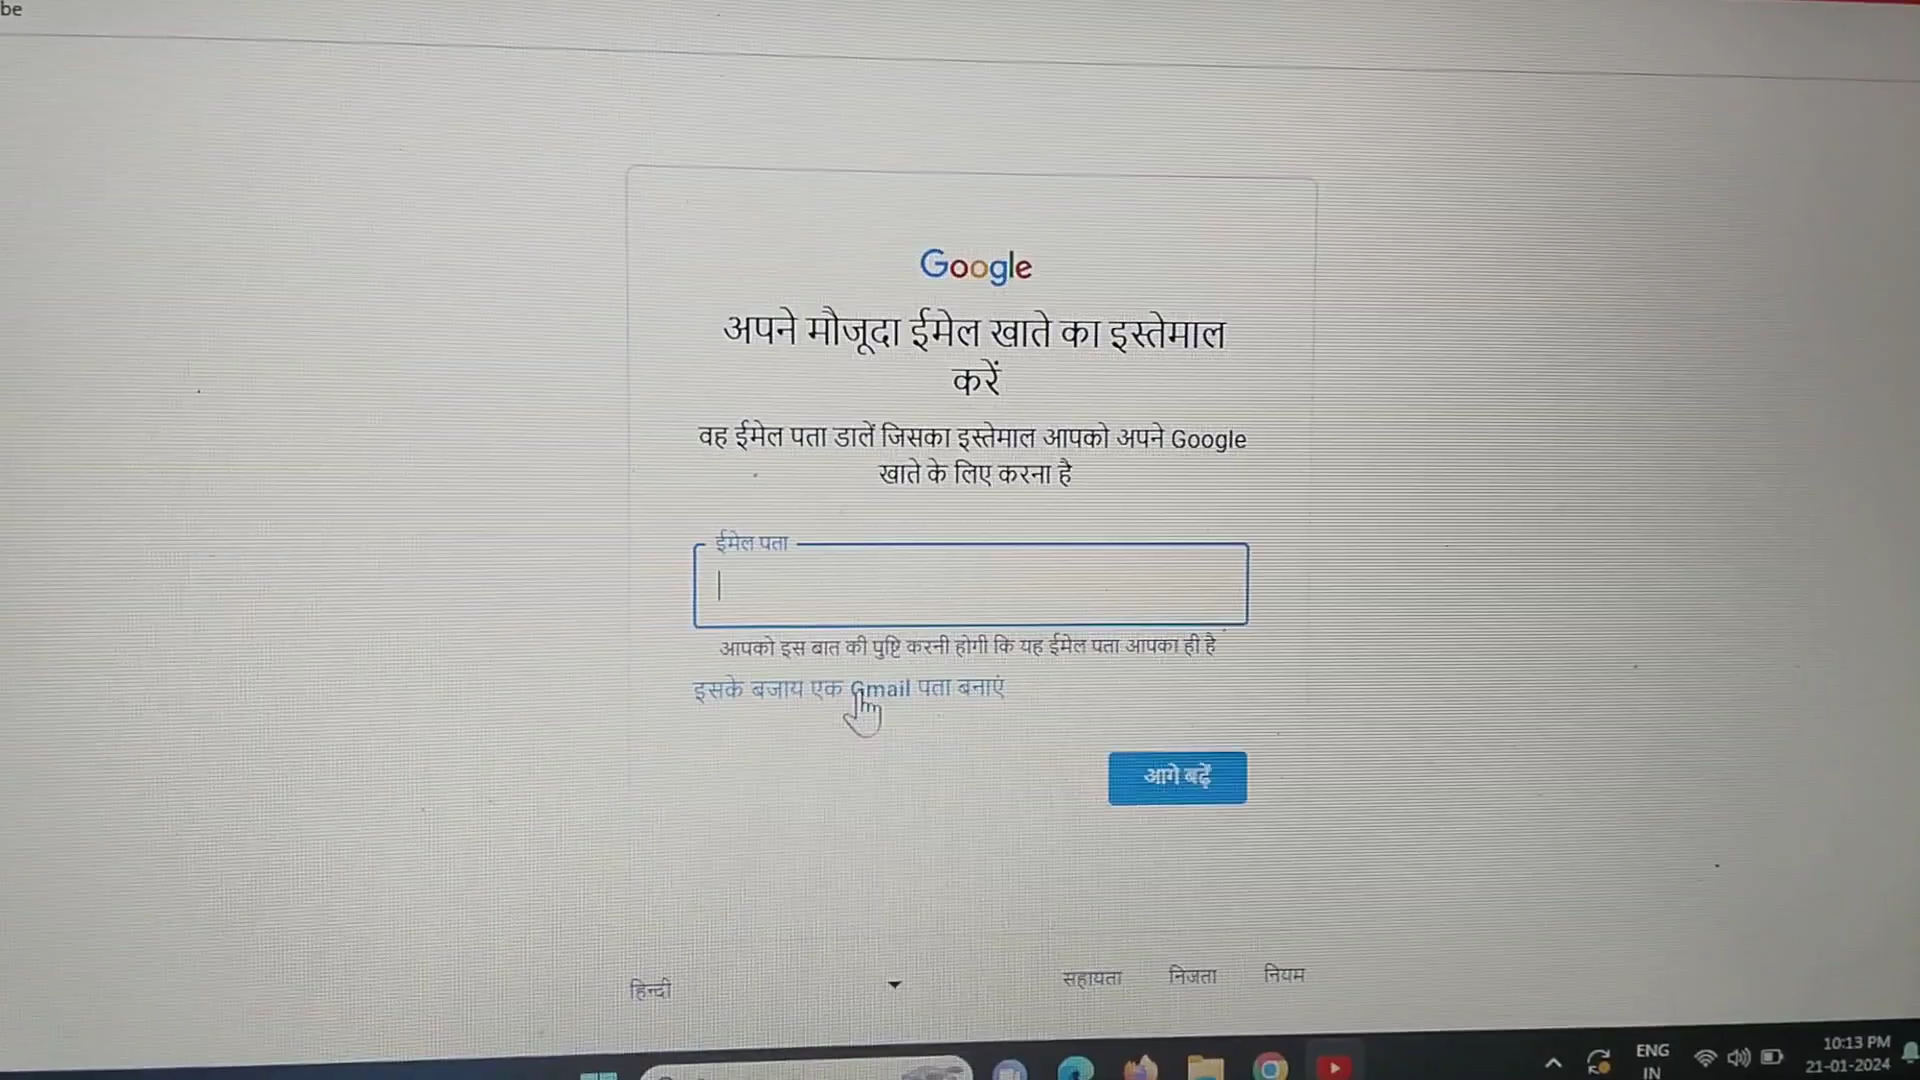 be
Google
अपने मौजूदा ईमेल खाते का इस्तेमाल
करें
वह ईमेल पता डालें जिसका इस्तेमाल आपको अपने Google
खाते के लिए करना है
ईमेल पता
आपको इस बात की पुष्टि करनी होगी कि यह ईमेल पता आपका ही है
इसके बजाय एक Gmail पता बनाएं
आगे बढ़ें
हिन्दी
सहायता निजता नियम
ENG
IN
10:13 PM
21-01-2024